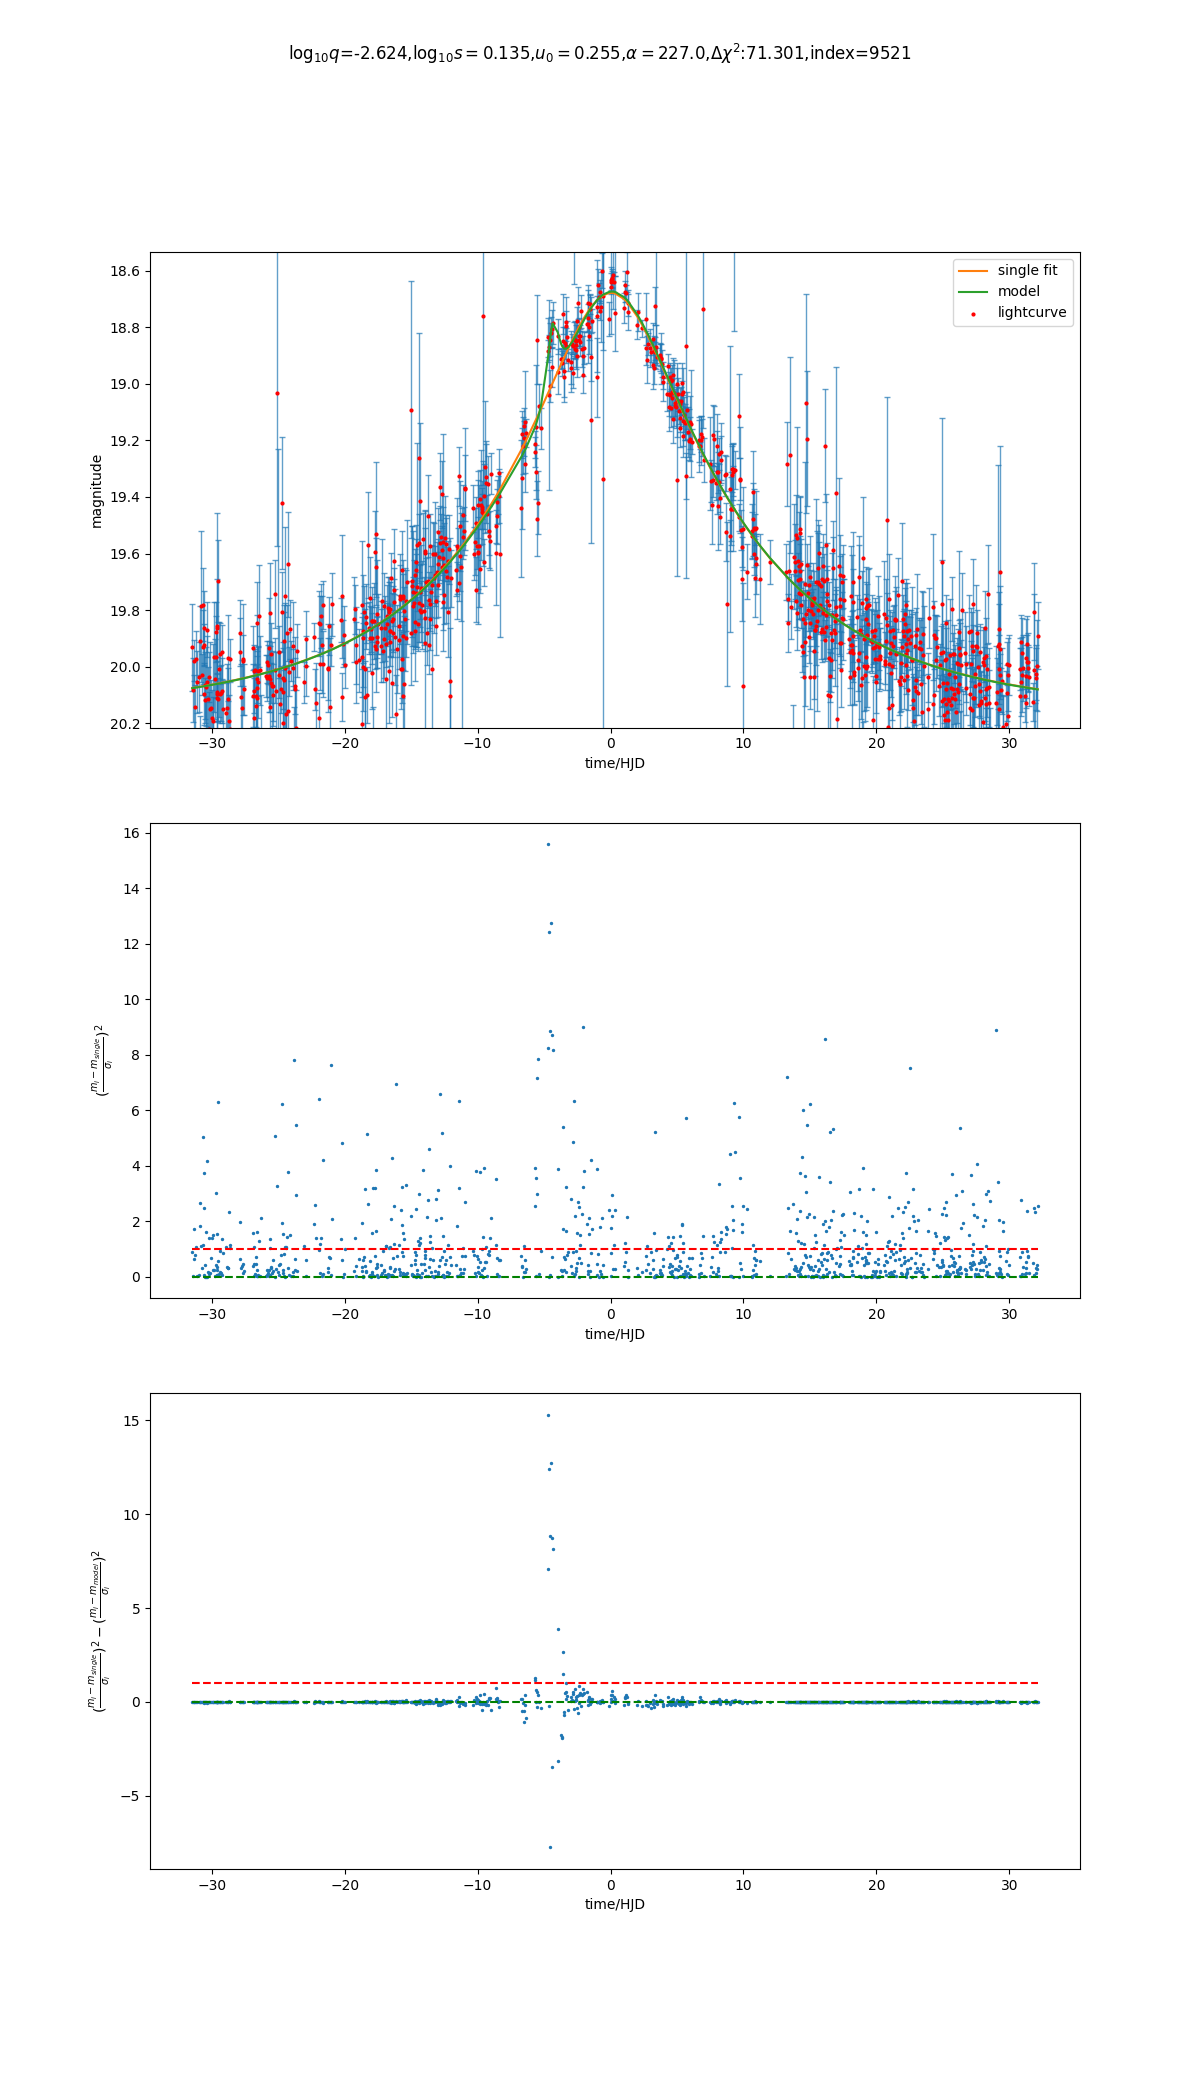 log₁₀q=-2.624,log₁₀s = 0.135,u₀ = 0.255,α = 227.0,Δχ²:71.301,index=9521
18.6
18.8
19.0
19.2
19.4
19.6
19.8
20.0
20.2
magnitude
single fit
model
lightcurve
−30 −20 −10 0 10 20 30
time/HJD
16
14
12
10
8
6
4
2
0
(mᵢ − m_single / σᵢ)²
−30 −20 −10 0 10 20 30
time/HJD
15
10
5
0
−5
(mᵢ − m_single / σᵢ)² − (mᵢ − m_model / σᵢ)²
−30 −20 −10 0 10 20 30
time/HJD